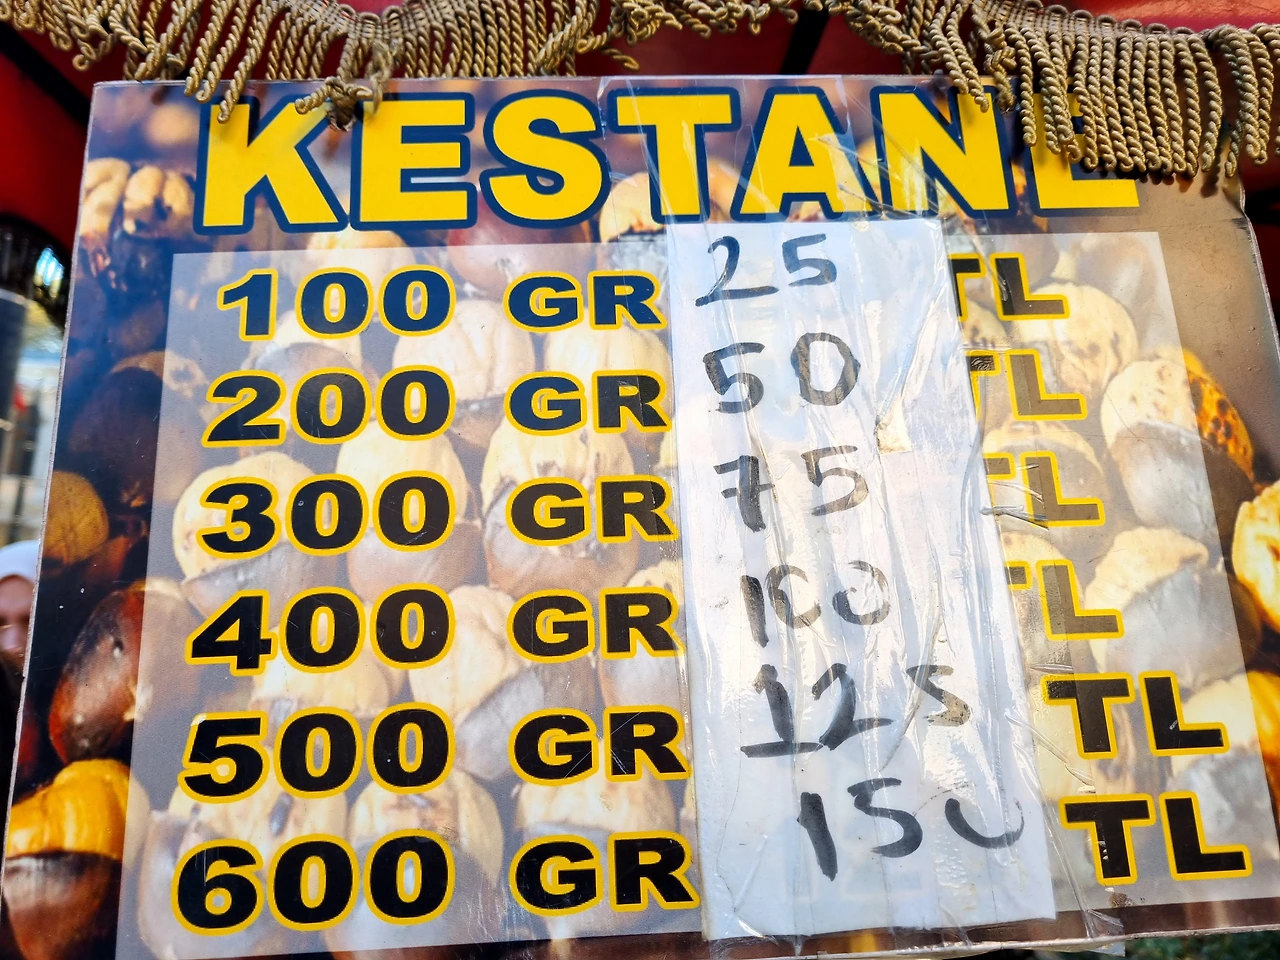 KESTANE
100 GR 25 TL
200 GR 50 TL
300 GR 75 TL
400 GR 100 TL
500 GR 125 TL
600 GR 150 TL